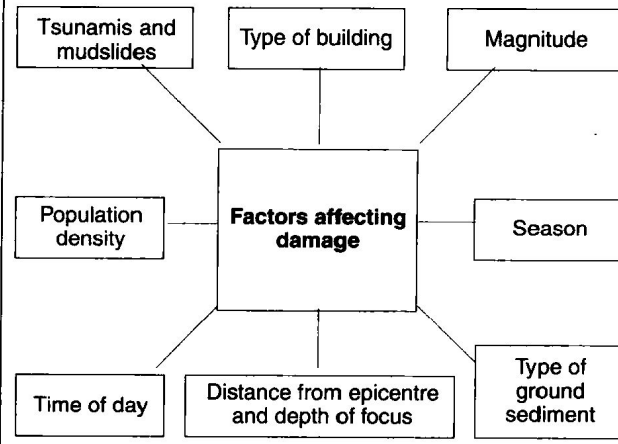 Tsunamis and
mudslides
Type of building
Magnitude
Population
density
Factors affecting
damage
Season
Time of day
Distance from epicentre
and depth of focus
Type of
ground
sediment